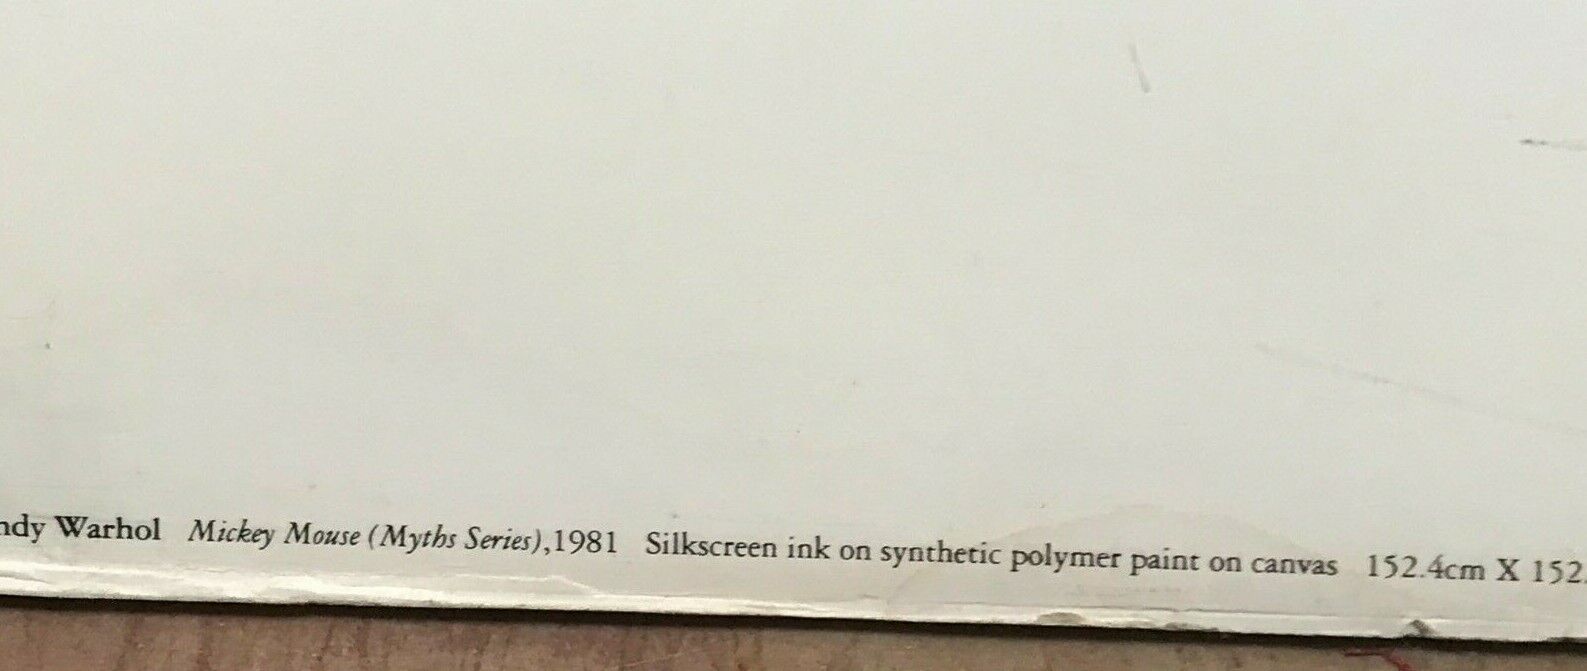 ndy Warhol Mickey Mouse (Myths Series),1981 Silkscreen ink on synthetic polymer paint on canvas 152.4cm X 152.